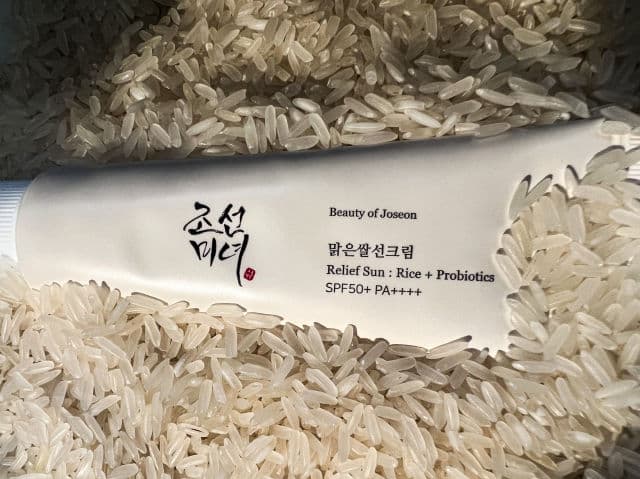 조선
미녀
Beauty of Joseon
맑은쌀선크림
Relief Sun : Rice + Probiotics
SPF50+ PA++++